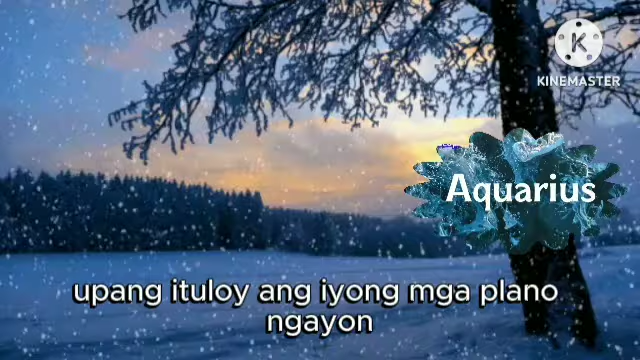 K
KINEMASTER
Aquarius
upang ituloy ang iyong mga plano
ngayon